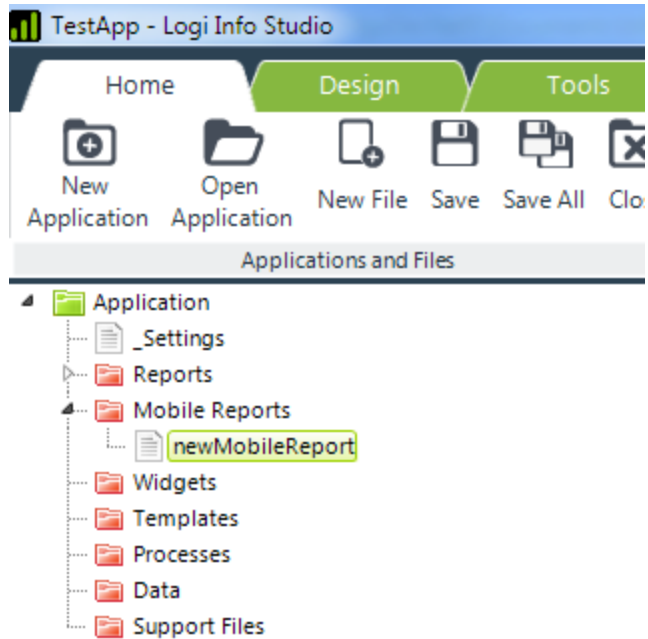 TestApp - Logi Info Studio
Home Design Tools
New Application Open Application New File Save Save All Clo
Applications and Files
Application
_Settings
Reports
Mobile Reports
newMobileReport
Widgets
Templates
Processes
Data
Support Files